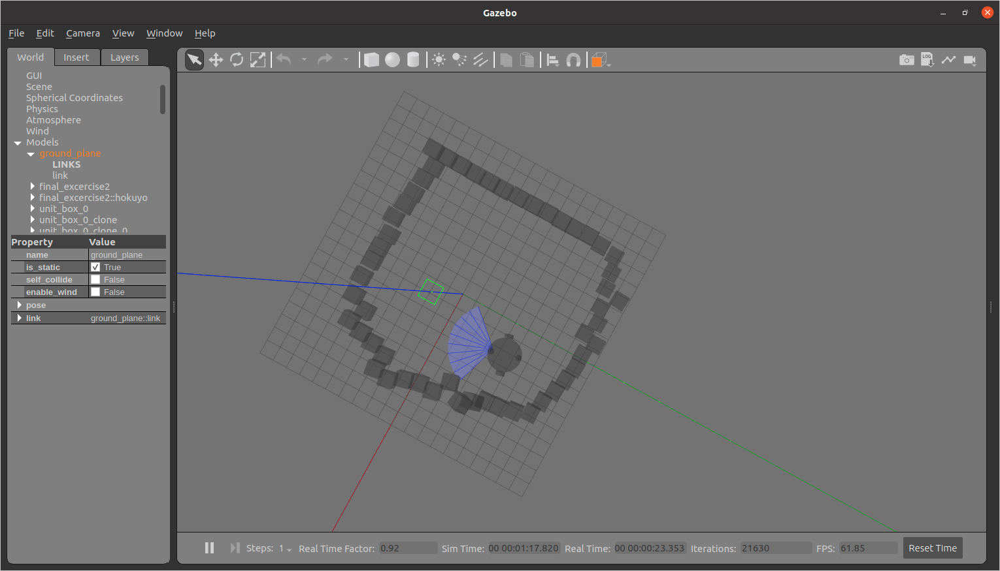 Gazebo
File Edit Camera View Window Help
World Insert Layers
LOG
GUI
Scene
Spherical Coordinates
Physics
Atmosphere
Wind
Models
ground_plane
LINKS
link
final_excercise2
final_excercise2::hokuyo
unit_box_0
unit_box_0_clone
unit_box_0_clone_0
Property Value
name ground_plane
is_static True
self_collide False
enable_wind False
pose
link ground_plane::link
Steps: 1 Real Time Factor: 0.92 Sim Time: 00 00:01:17.820 Real Time: 00 00:00:23.353 Iterations: 21630 FPS: 61.85 Reset Time